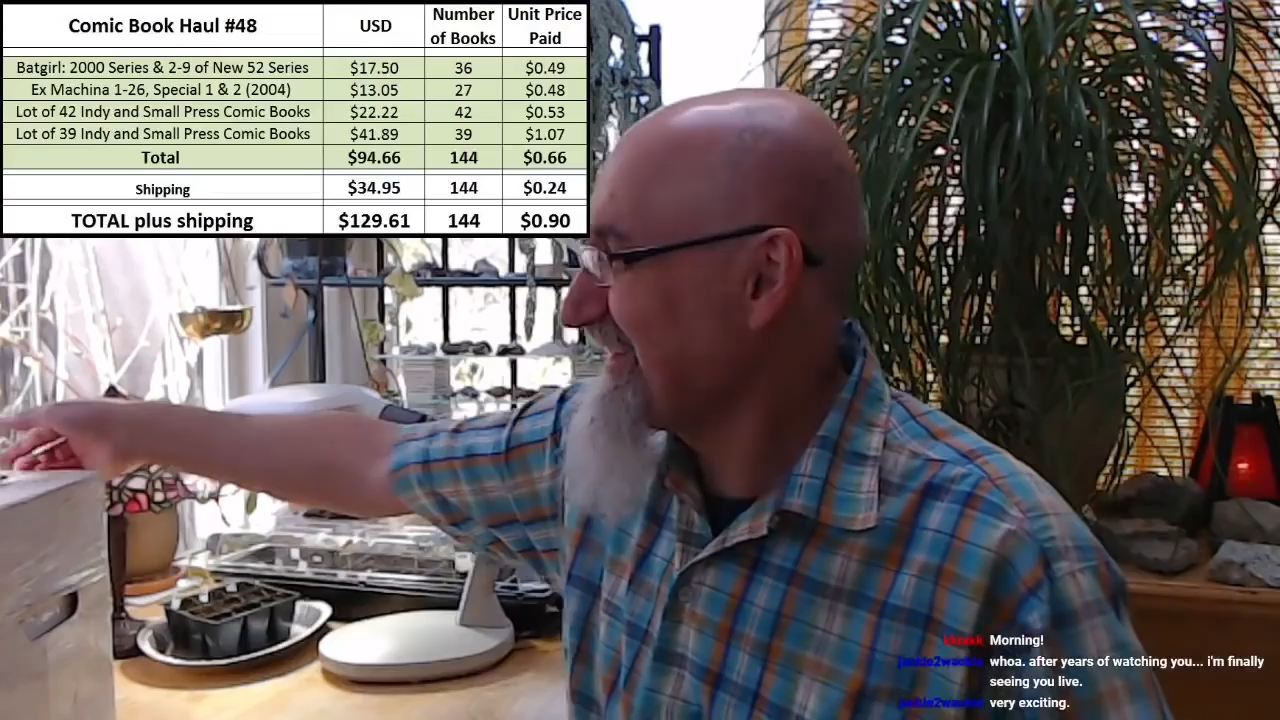 Comic Book Haul #48 USD Number of Books Unit Price Paid
Batgirl: 2000 Series & 2-9 of New 52 Series $17.50 36 $0.49
Ex Machina 1-26, Special 1 & 2 (2004) $13.05 27 $0.48
Lot of 42 Indy and Small Press Comic Books $22.22 42 $0.53
Lot of 39 Indy and Small Press Comic Books $41.89 39 $1.07
Total $94.66 144 $0.66
Shipping $34.95 144 $0.24
TOTAL plus shipping $129.61 144 $0.90
Morning!
whoa. after years of watching you... i'm finally
seeing you live.
very exciting.